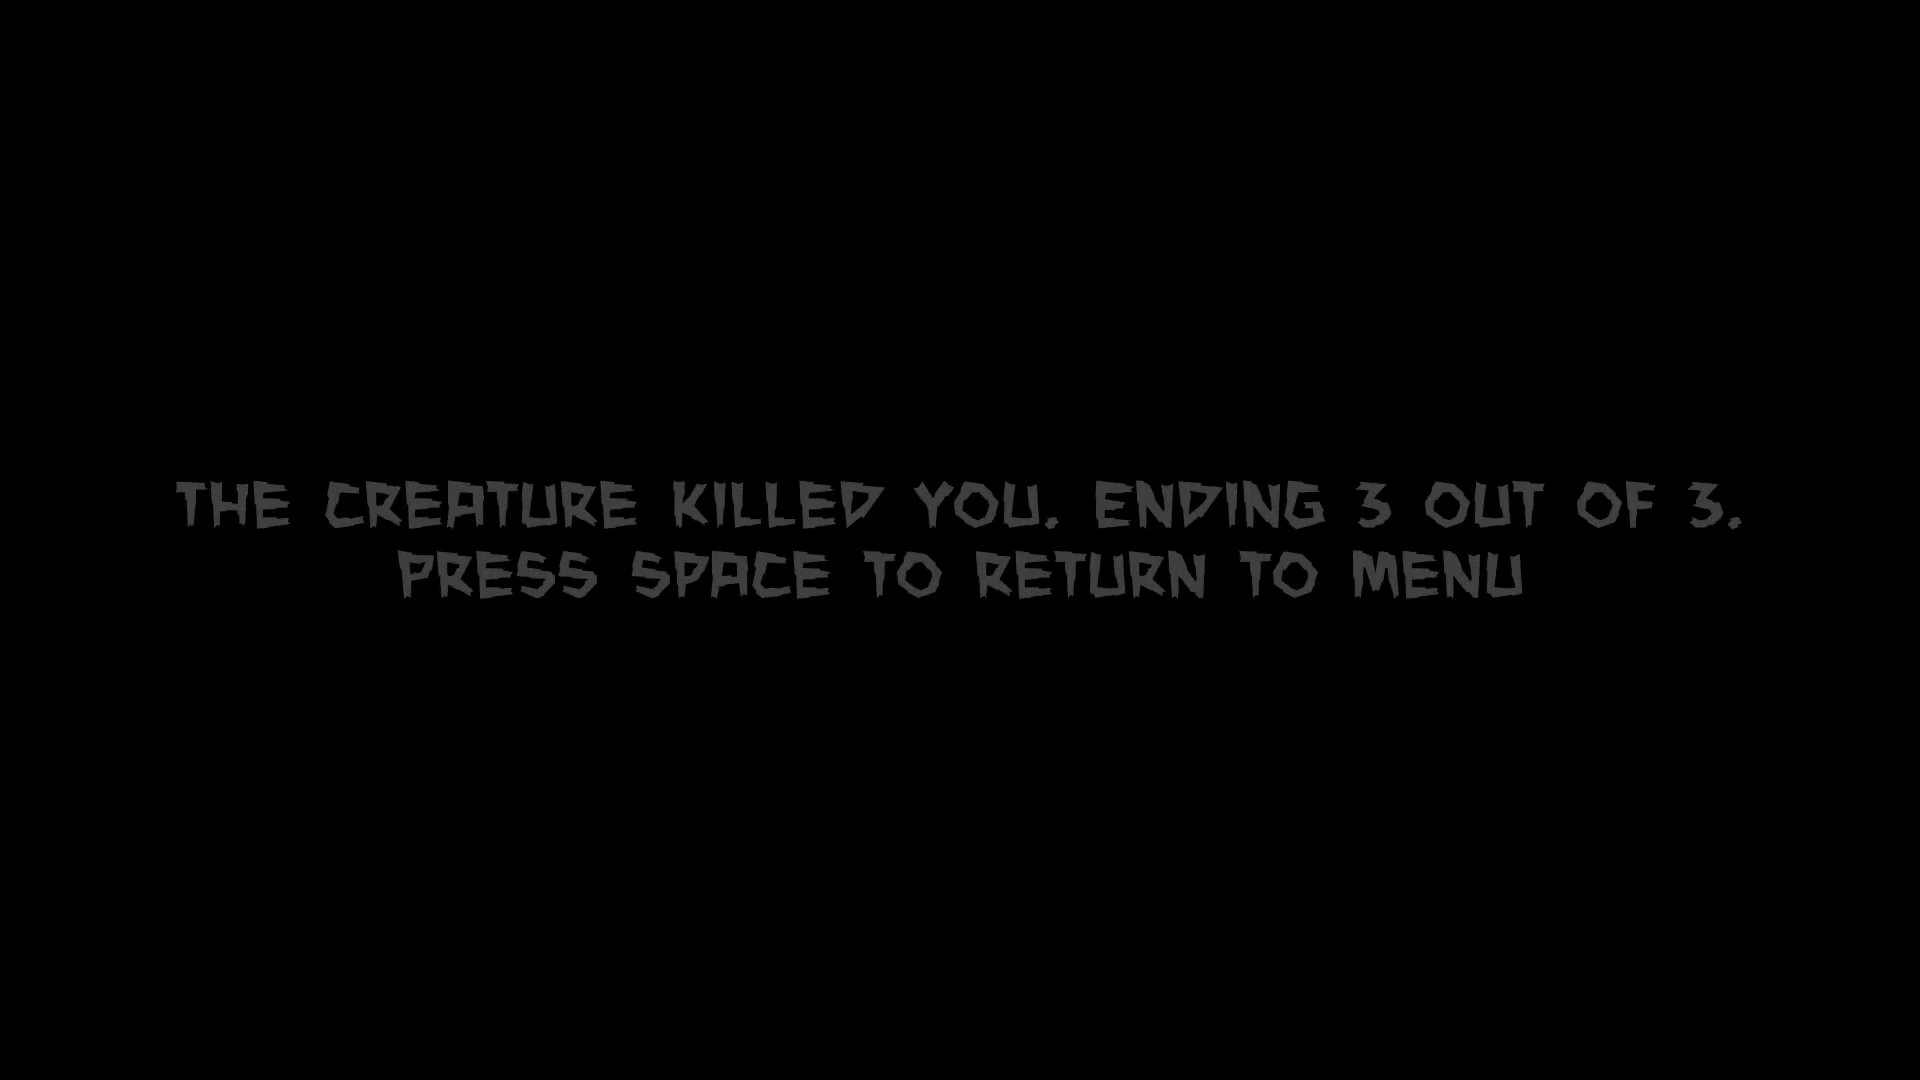 THE CREATURE KILLED YOU. ENDING 3 OUT OF 3.
PRESS SPACE TO RETURN TO MENU